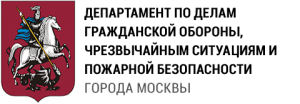 ДЕПАРТАМЕНТ ПО ДЕЛАМ
ГРАЖДАНСКОЙ ОБОРОНЫ,
ЧРЕЗВЫЧАЙНЫМ СИТУАЦИЯМ И
ПОЖАРНОЙ БЕЗОПАСНОСТИ
ГОРОДА МОСКВЫ